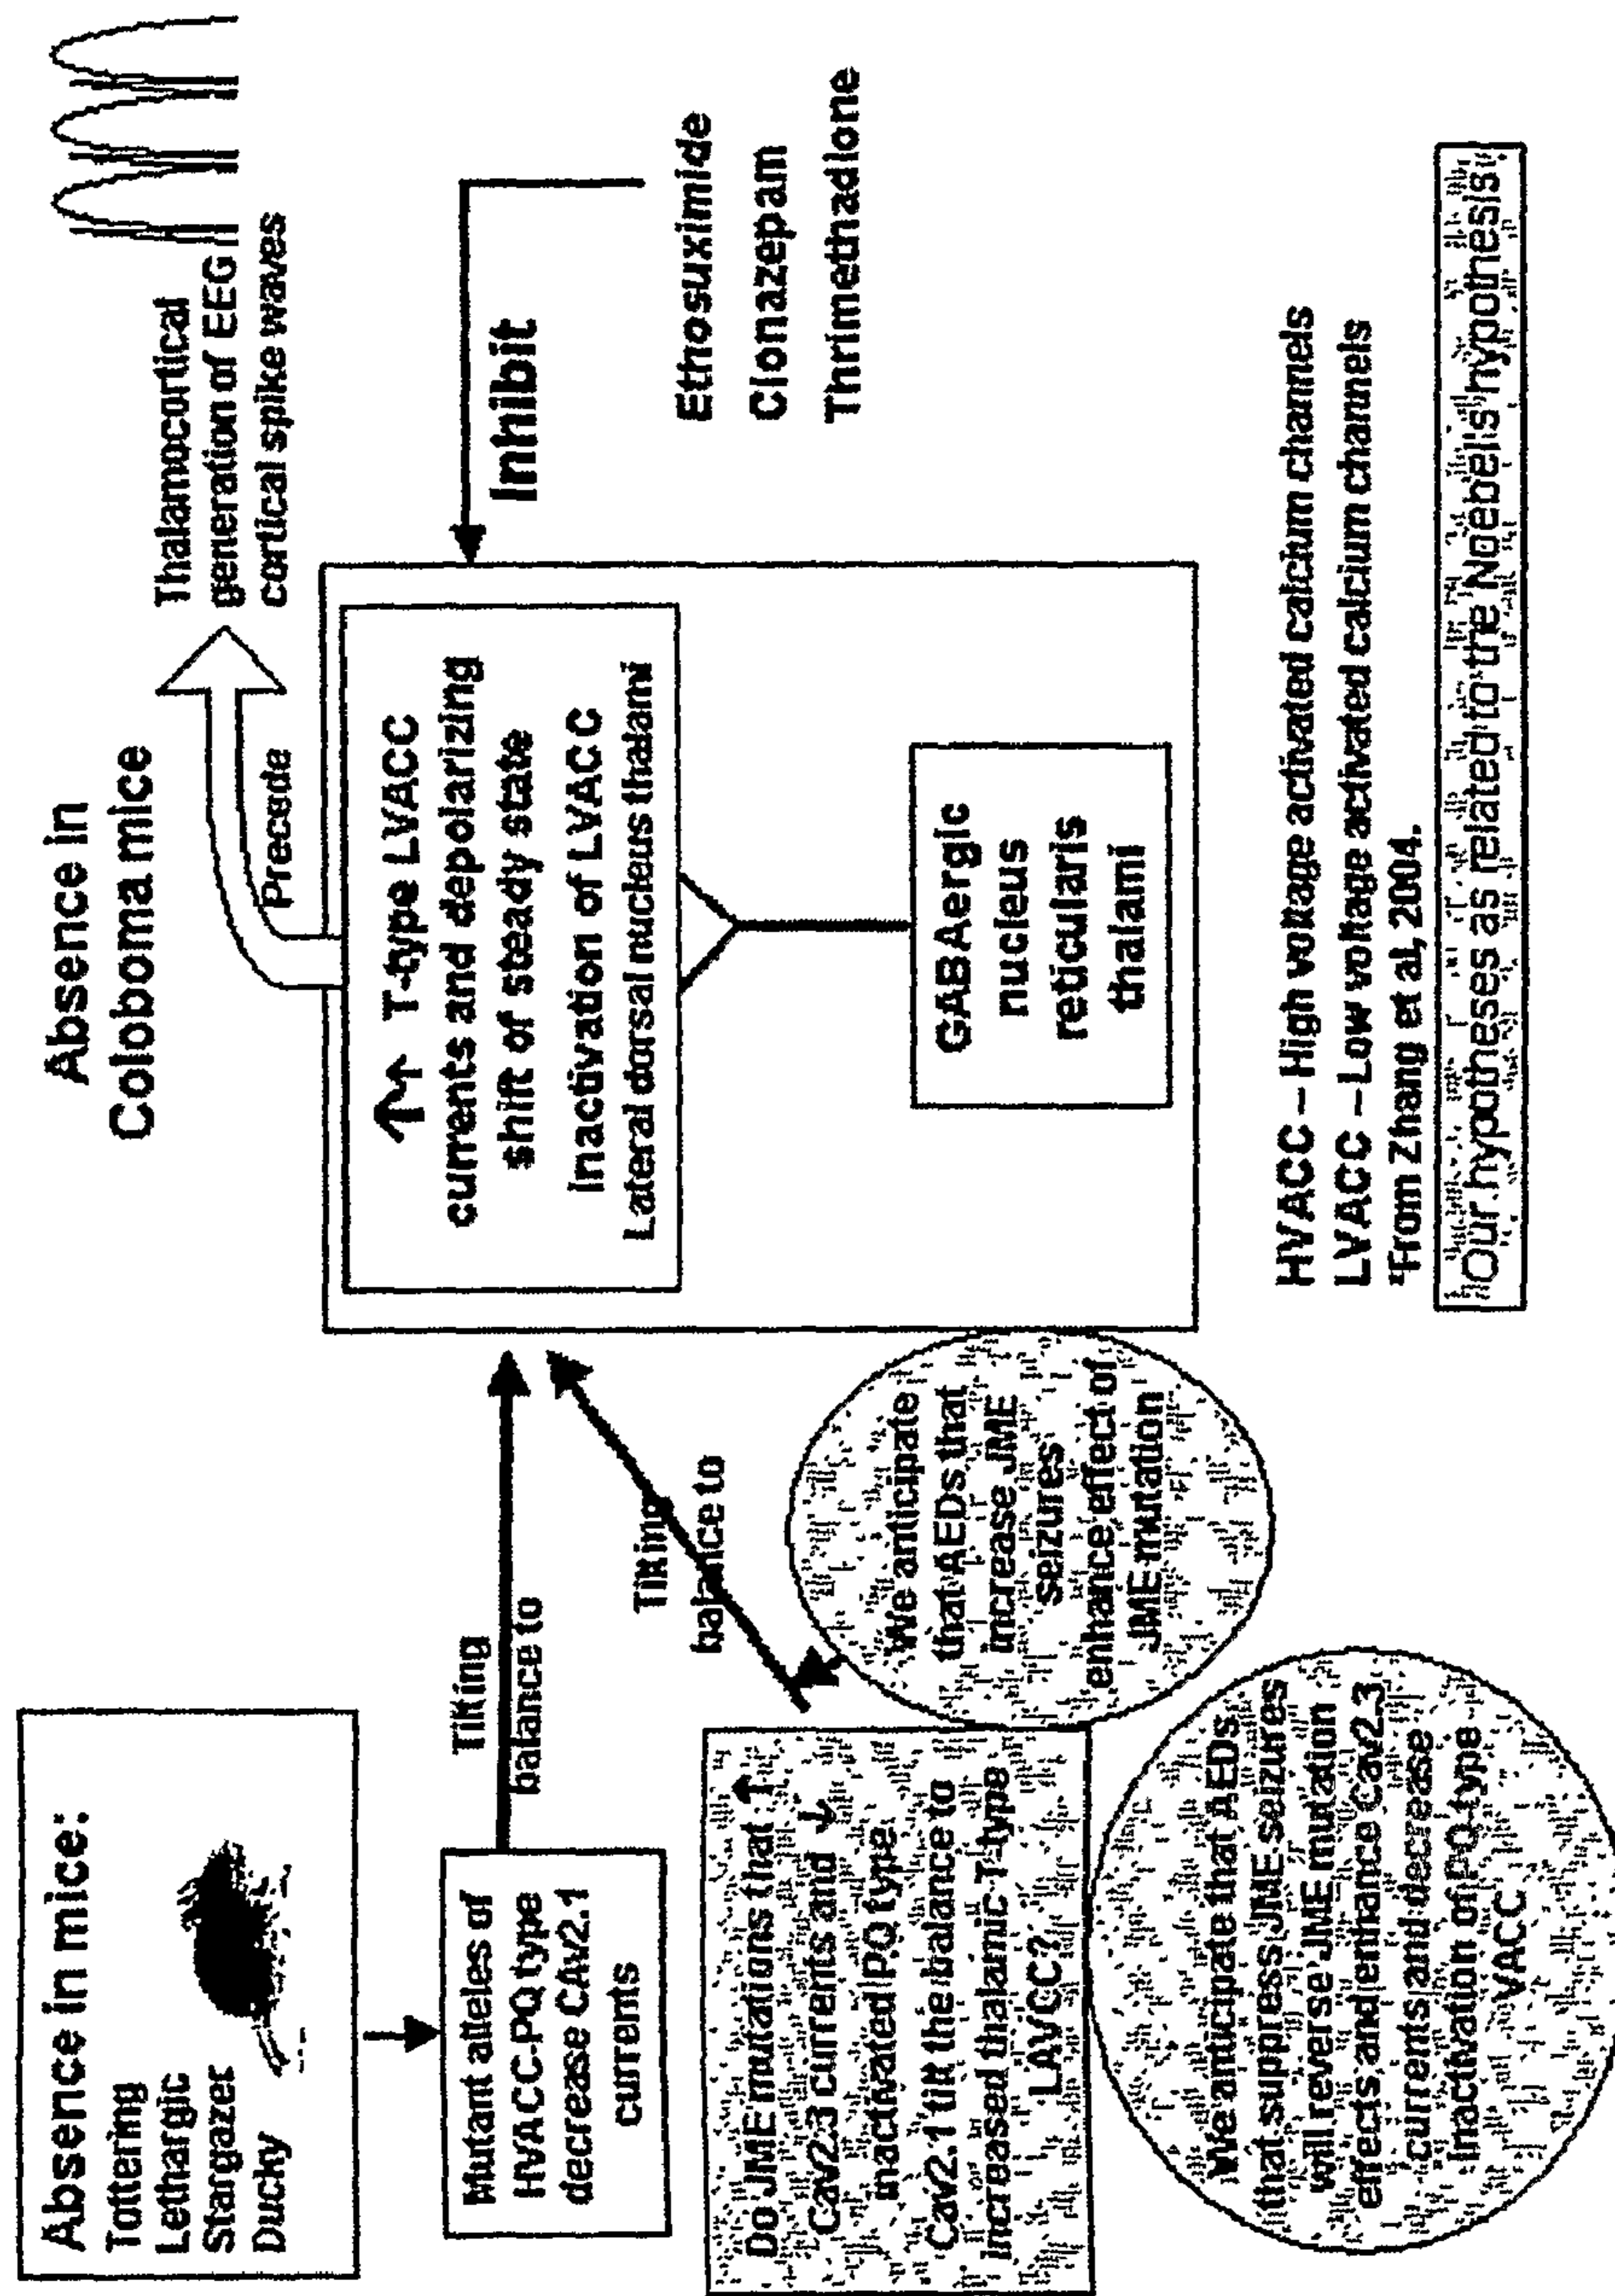 Absence in mice:
Tottering
Lethargic
Stargazer
Ducky
Mutant alleles of
HVACC-PQ type
decrease CAv2.1
currents
Tilting
balance to
Do JME mutations that ↑
Cav2.3 currents and ↓
inactivated PQ type
Cav2.1 tilt the balance to
increased thalamic T-type
LAVCC?
Tilting
balance to
We anticipate
that AEDs that
increase JME
seizures
enhance effect of
JME mutation
We anticipate that AEDs
that suppress JME seizures
will reverse JME mutation
effects and enhance Cav2.3
currents and decrease
inactivation of PQ type
VACC
Absence in
Coloboma mice
Precede
Thalamocortical
generation of EEG
cortical spike waves
↑ T-type LVACC
currents and depolarizing
shift of steady state
inactivation of LVACC
Lateral dorsal nucleus thalami
GABAergic
nucleus
reticularis
thalami
Inhibit
Ethosuximide
Clonazepam
Thrimethadione
HVACC – High voltage activated calcium channels
LVACC – Low voltage activated calcium channels
From Zhang et al, 2004.
Our hypotheses as related to the Noebel's hypothesis